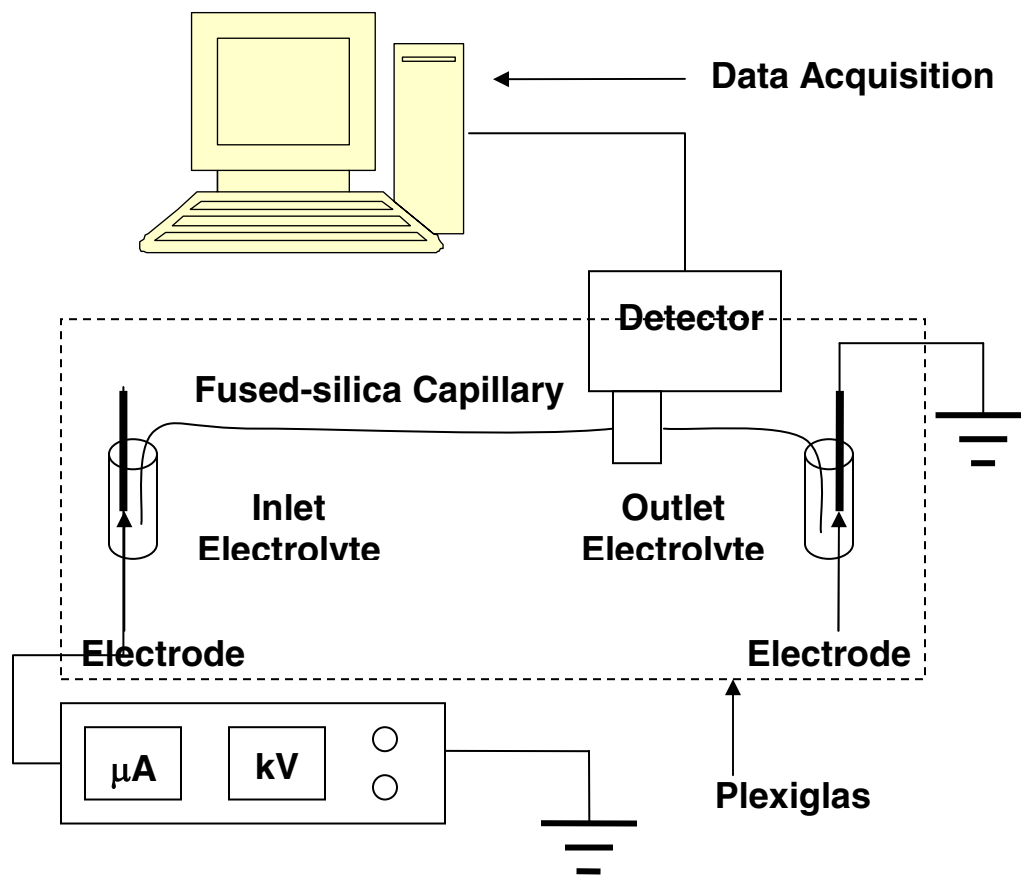 Data Acquisition
Detector
Fused-silica Capillary
Inlet
Electrolyte
Outlet
Electrolyte
Electrode
Electrode
µA
kV
Plexiglas